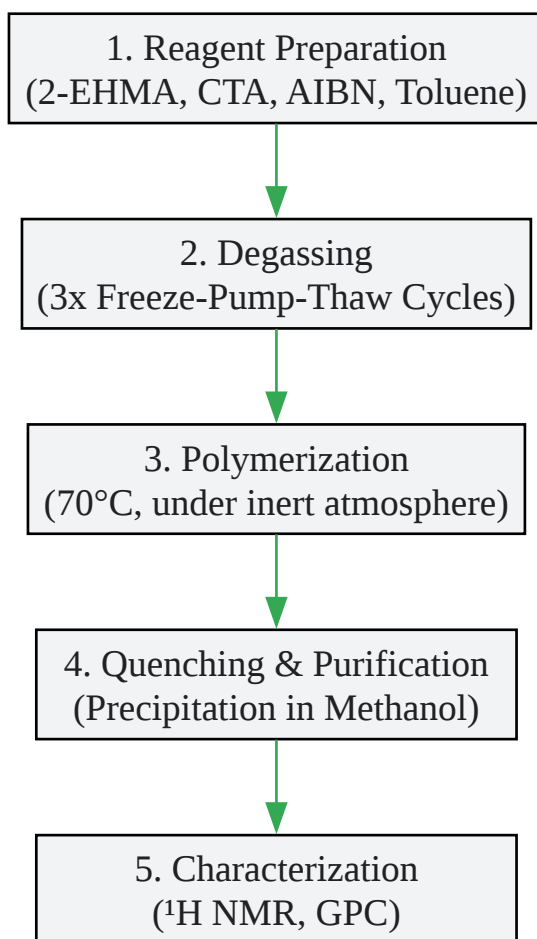 1. Reagent Preparation
(2-EHMA, CTA, AIBN, Toluene)
2. Degassing
(3x Freeze-Pump-Thaw Cycles)
3. Polymerization
(70°C, under inert atmosphere)
4. Quenching & Purification
(Precipitation in Methanol)
5. Characterization
(¹H NMR, GPC)